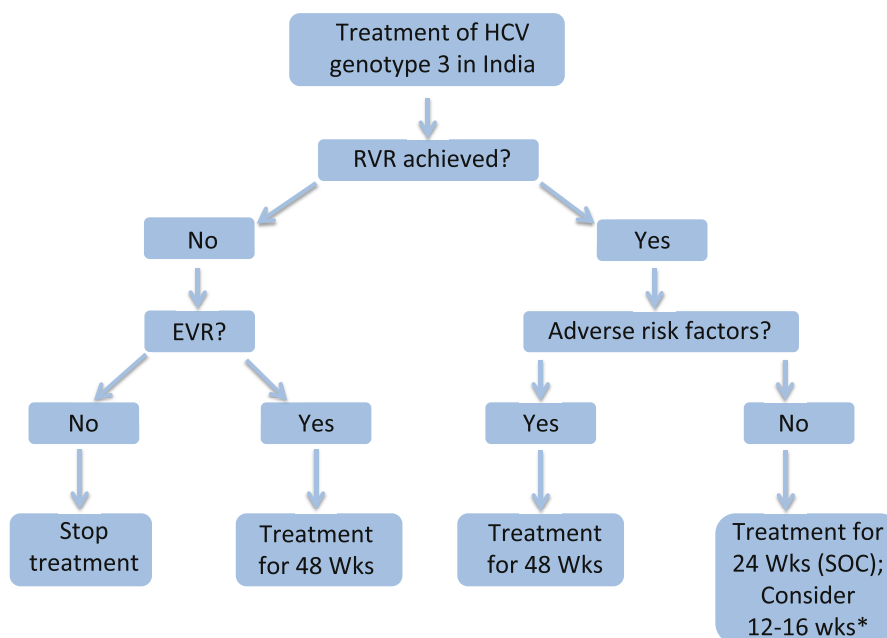 Treatment of HCV
genotype 3 in India
RVR achieved?
No
Yes
EVR?
Adverse risk factors?
No
Yes
Yes
No
Stop
treatment
Treatment
for 48 Wks
Treatment
for 48 Wks
Treatment for
24 Wks (SOC);
Consider
12-16 wks*